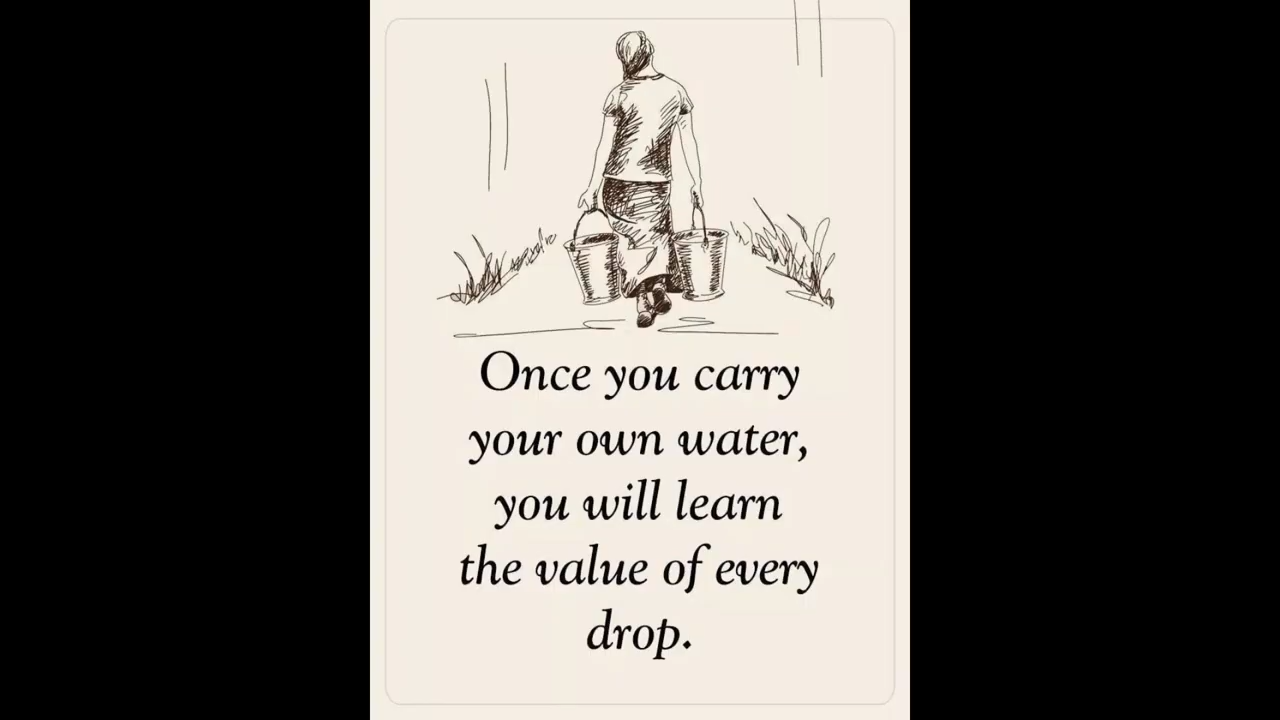 Once you carry
your own water,
you will learn
the value of every
drop.